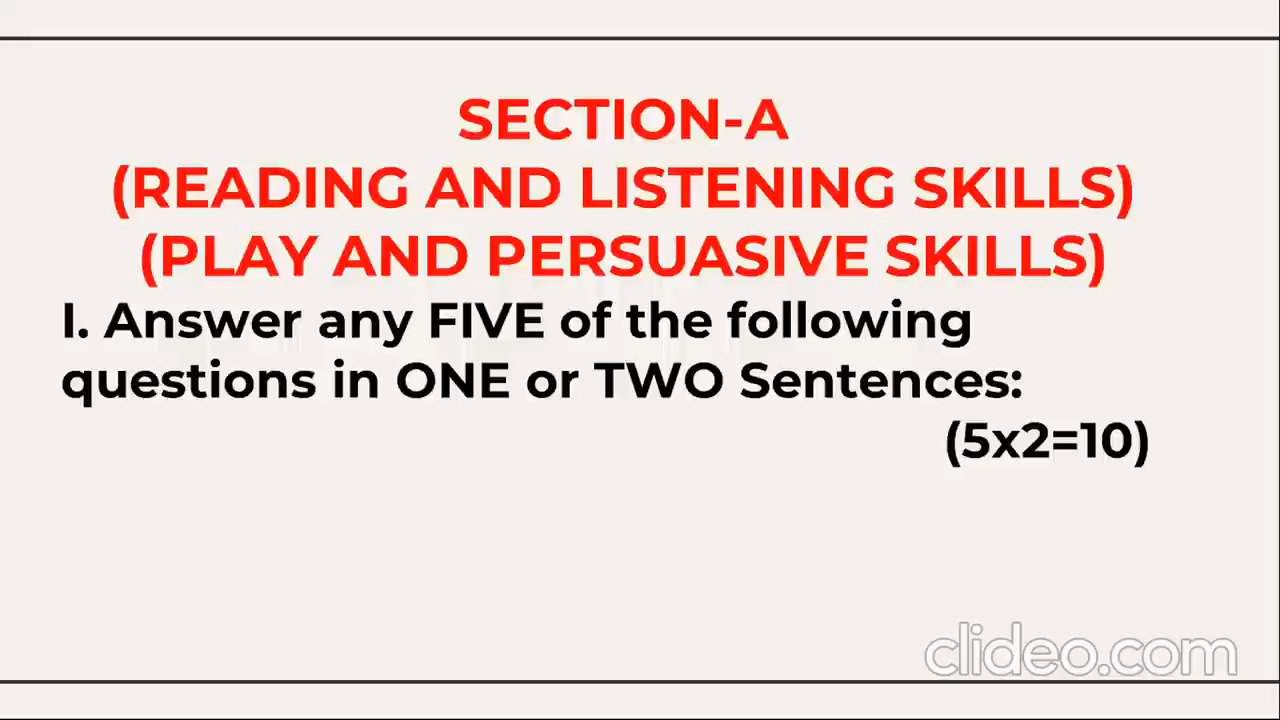 SECTION-A
(READING AND LISTENING SKILLS)
(PLAY AND PERSUASIVE SKILLS)
I. Answer any FIVE of the following
questions in ONE or TWO Sentences:
(5x2=10)
clideo.com